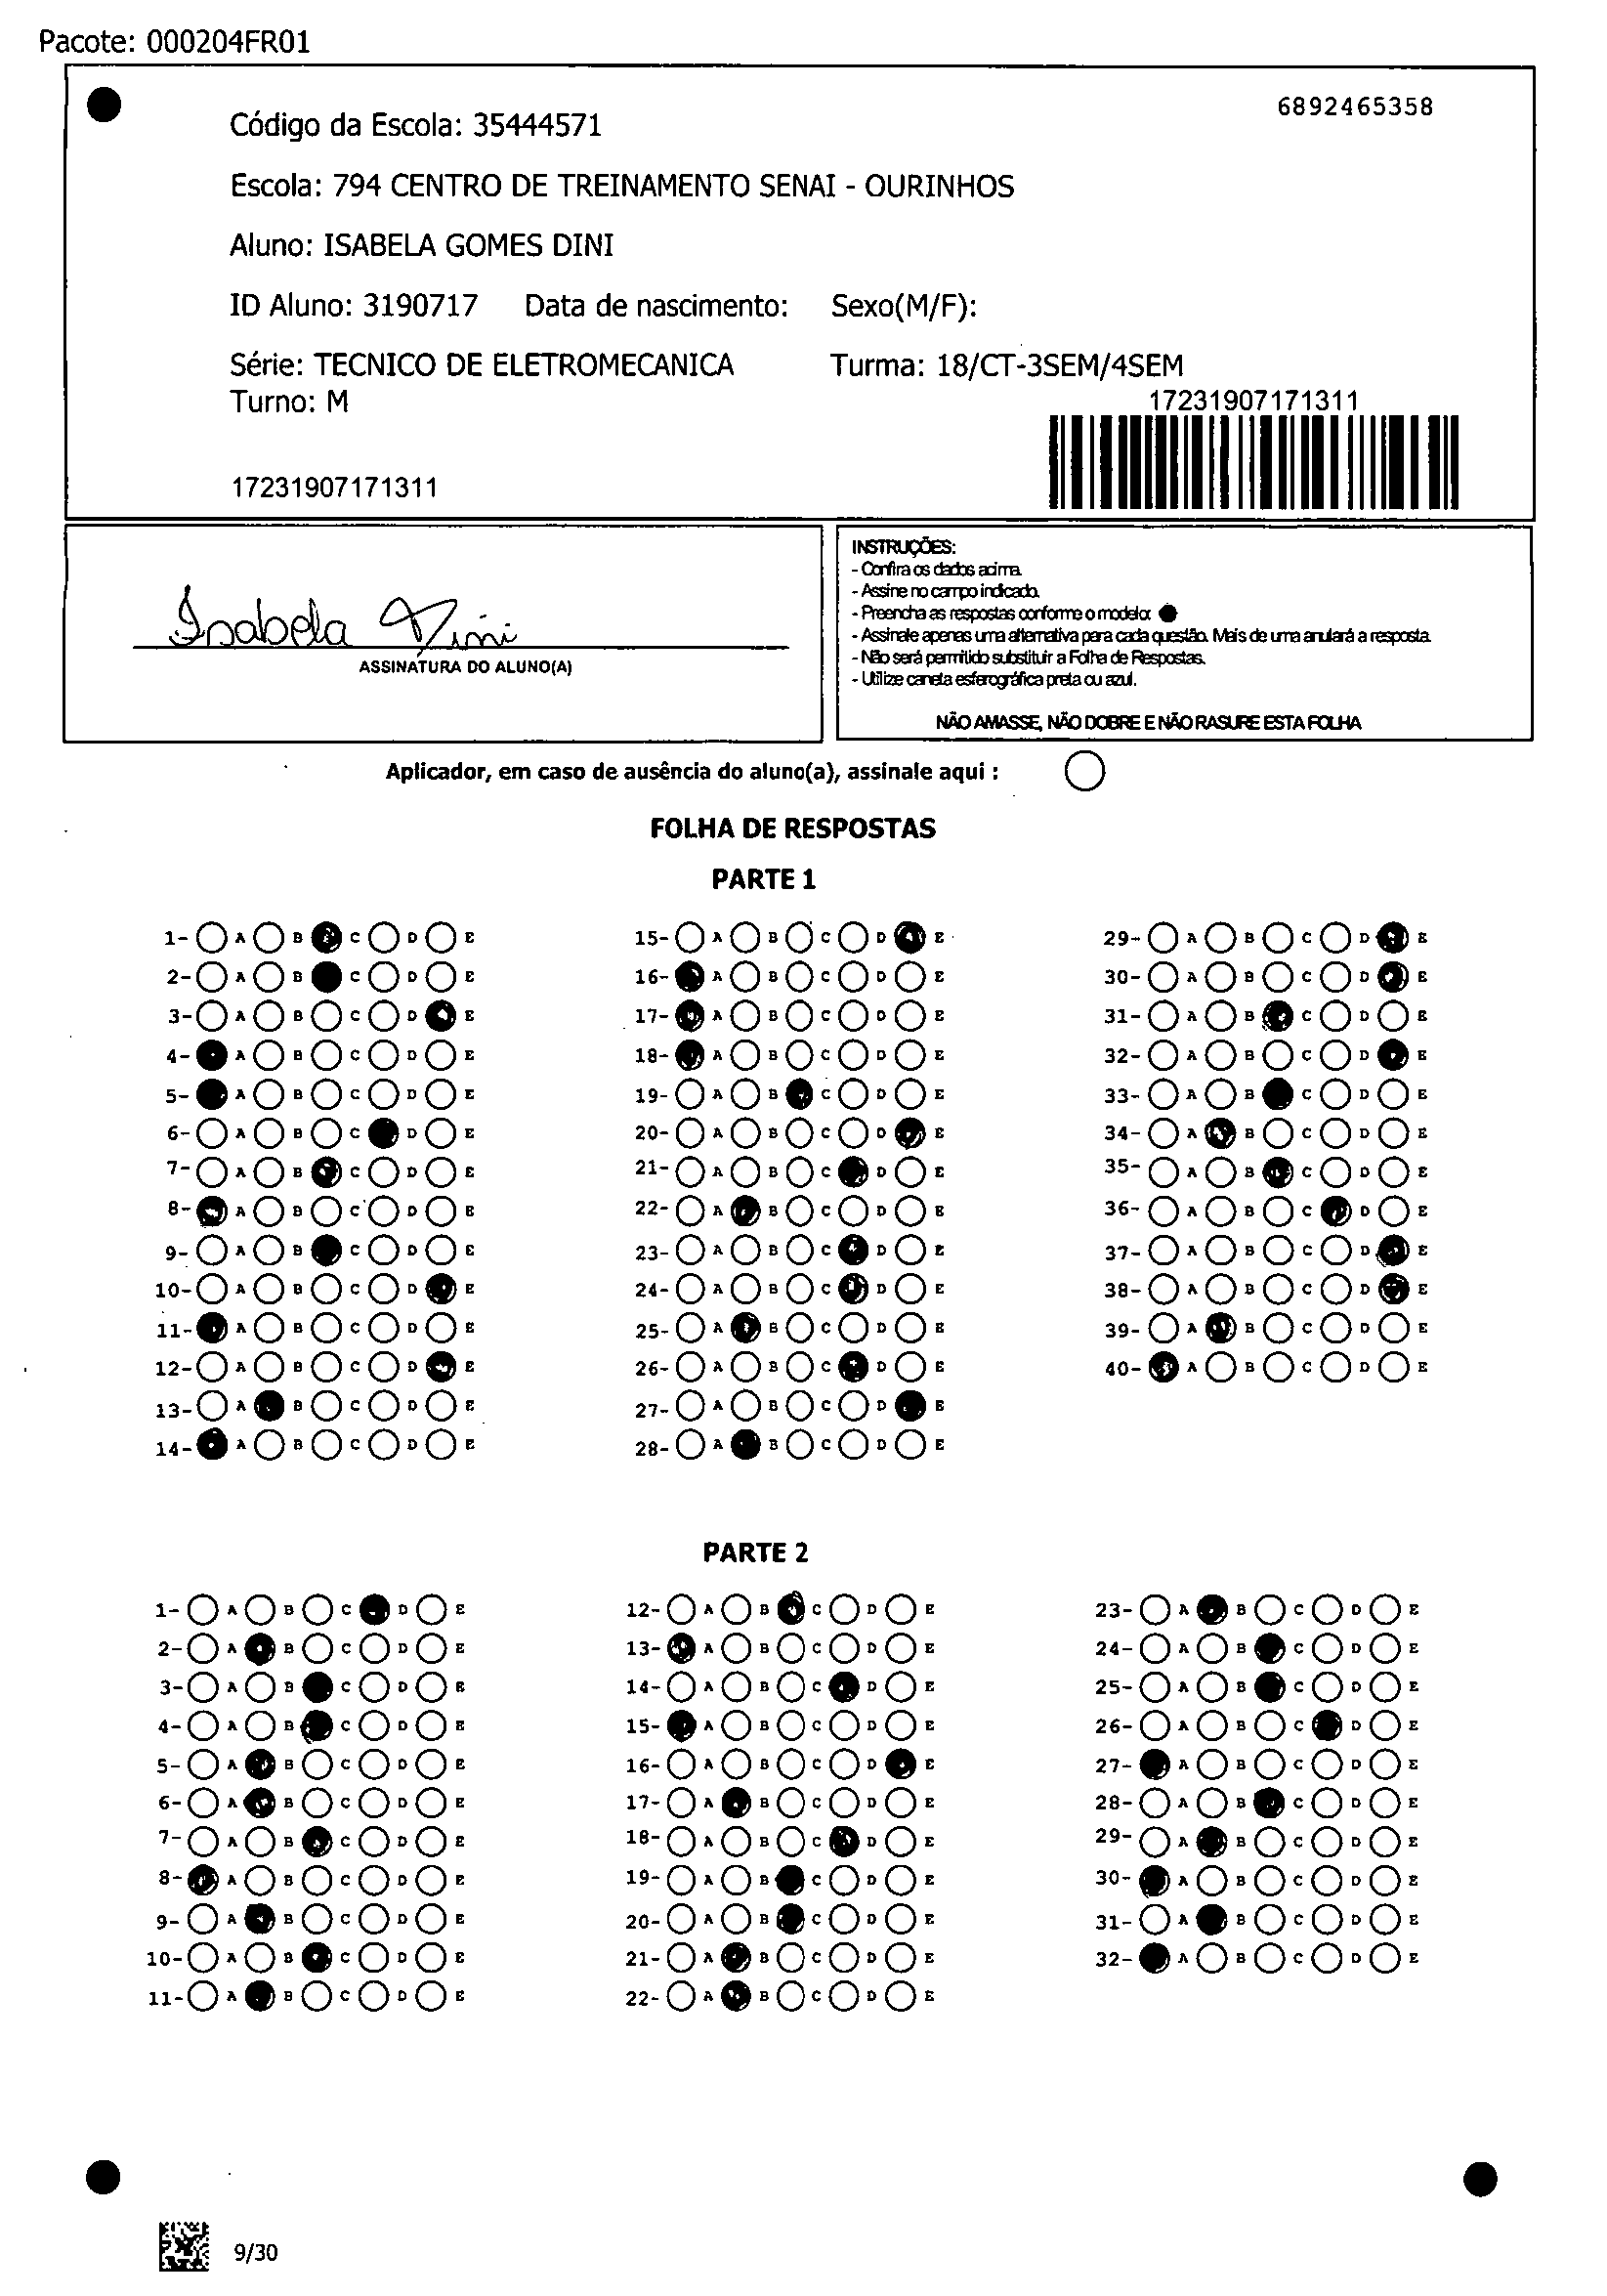 Pacote: 000204FR01
6892465358
Código da Escola: 35444571
Escola: 794 CENTRO DE TREINAMENTO SENAI - OURINHOS
Aluno: ISABELA GOMES DINI
ID Aluno: 3190717 Data de nascimento: Sexo(M/F):
Série: TECNICO DE ELETROMECANICA Turma: 18/CT-3SEM/4SEM
Turno: M
17231907171311
17231907171311
Isabela Dini
ASSINATURA DO ALUNO(A)
INSTRUÇÕES:
- Confira os dados acima.
- Assine no campo indicado.
- Preencha as respostas conforme o modelo:
- Assinale apenas uma alternativa para cada questão. Mais de uma anulará a resposta.
- Não será permitido substituir a Folha de Respostas.
- Utilize caneta esferográfica preta ou azul.
NÃO AMASSE, NÃO DOBRE E NÃO RASURE ESTA FOLHA
Aplicador, em caso de ausência do aluno(a), assinale aqui :
FOLHA DE RESPOSTAS
PARTE 1
1- A B C D E 15- A B C D E 29- A B C D E
2- A B C D E 16- A B C D E 30- A B C D E
3- A B C D E 17- A B C D E 31- A B C D E
4- A B C D E 18- A B C D E 32- A B C D E
5- A B C D E 19- A B C D E 33- A B C D E
6- A B C D E 20- A B C D E 34- A B C D E
7- A B C D E 21- A B C D E 35- A B C D E
8- A B C D E 22- A B C D E 36- A B C D E
9- A B C D E 23- A B C D E 37- A B C D E
10- A B C D E 24- A B C D E 38- A B C D E
11- A B C D E 25- A B C D E 39- A B C D E
12- A B C D E 26- A B C D E 40- A B C D E
13- A B C D E 27- A B C D E
14- A B C D E 28- A B C D E
PARTE 2
1- A B C D E 12- A B C D E 23- A B C D E
2- A B C D E 13- A B C D E 24- A B C D E
3- A B C D E 14- A B C D E 25- A B C D E
4- A B C D E 15- A B C D E 26- A B C D E
5- A B C D E 16- A B C D E 27- A B C D E
6- A B C D E 17- A B C D E 28- A B C D E
7- A B C D E 18- A B C D E 29- A B C D E
8- A B C D E 19- A B C D E 30- A B C D E
9- A B C D E 20- A B C D E 31- A B C D E
10- A B C D E 21- A B C D E 32- A B C D E
11- A B C D E 22- A B C D E
9/30